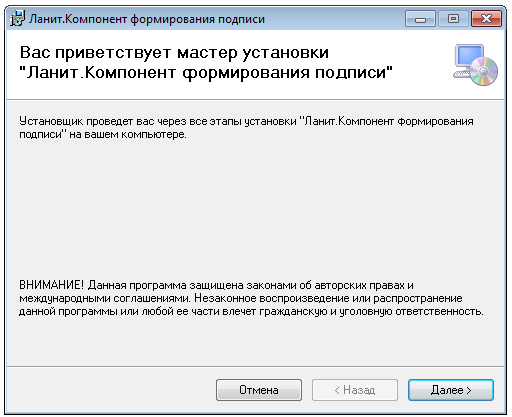 Ланит.Компонент формирования подписи
Вас приветствует мастер установки
"Ланит.Компонент формирования подписи"
Установщик проведет вас через все этапы установки "Ланит.Компонент формирования
подписи" на вашем компьютере.
ВНИМАНИЕ! Данная программа защищена законами об авторских правах и
международными соглашениями. Незаконное воспроизведение или распространение
данной программы или любой ее части влечет гражданскую и уголовную ответственность.
Отмена
< Назад
Далее >